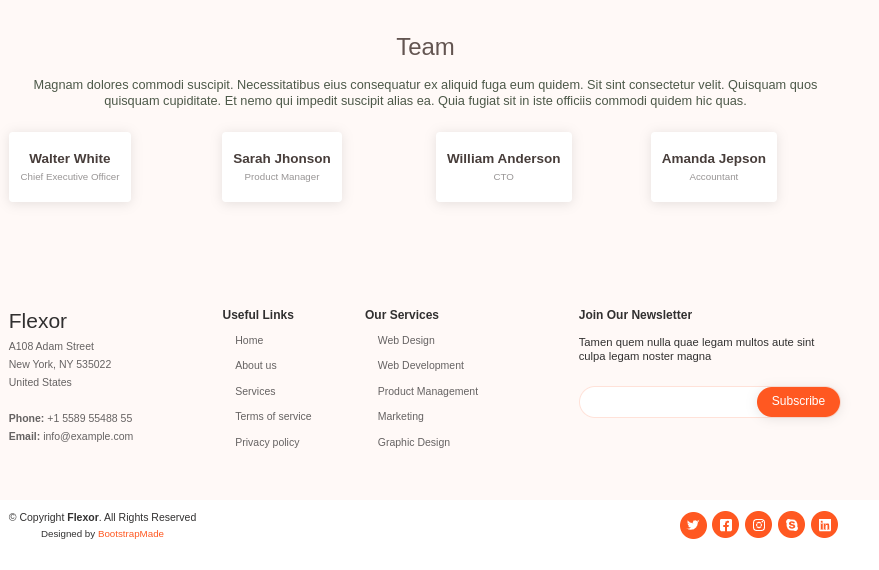 Team
Magnam dolores commodi suscipit. Necessitatibus eius consequatur ex aliquid fuga eum quidem. Sit sint consectetur velit. Quisquam quos
quisquam cupiditate. Et nemo qui impedit suscipit alias ea. Quia fugiat sit in iste officiis commodi quidem hic quas.
Walter White
Chief Executive Officer
Sarah Jhonson
Product Manager
William Anderson
CTO
Amanda Jepson
Accountant
Flexor
A108 Adam Street
New York, NY 535022
United States
Phone: +1 5589 55488 55
Email: info@example.com
Useful Links
Home
About us
Services
Terms of service
Privacy policy
Our Services
Web Design
Web Development
Product Management
Marketing
Graphic Design
Join Our Newsletter
Tamen quem nulla quae legam multos aute sint
culpa legam noster magna
Subscribe
© Copyright Flexor. All Rights Reserved
Designed by BootstrapMade